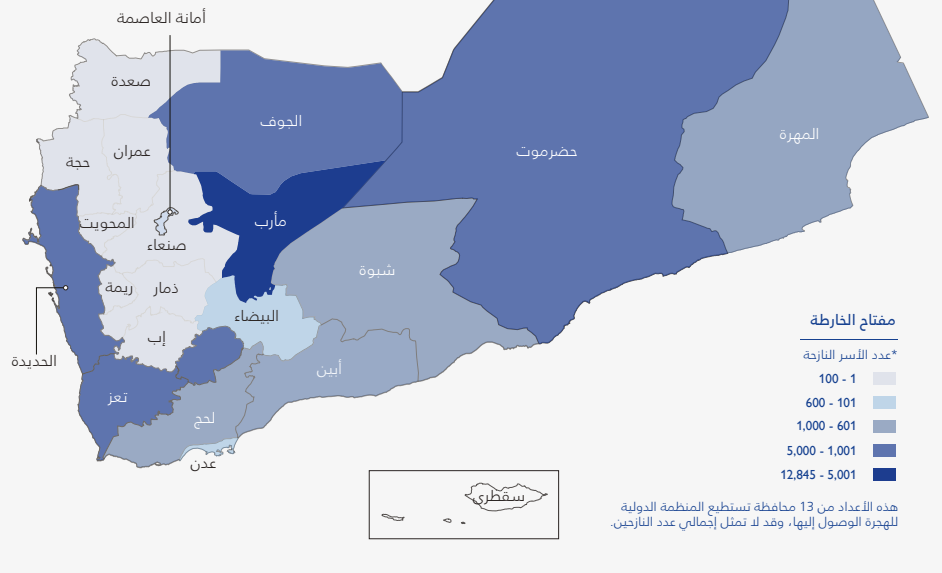 أمانة العاصمة
صعدة
الجوف
المهرة
حجة
عمران
حضرموت
مأرب
المحويت
صنعاء
شبوة
ريمة
ذمار
البيضاء
إب
الحديدة
أبين
تعز
لحج
عدن
سقطرى
مفتاح الخارطة
*عدد الأسر النازحة
1 - 100
101 - 600
601 - 1,000
1,001 - 5,000
5,001 - 12,845
هذه الأعداد من 13 محافظة تستطيع المنظمة الدولية
للهجرة الوصول إليها، وقد لا تمثل إجمالي عدد النازحين.